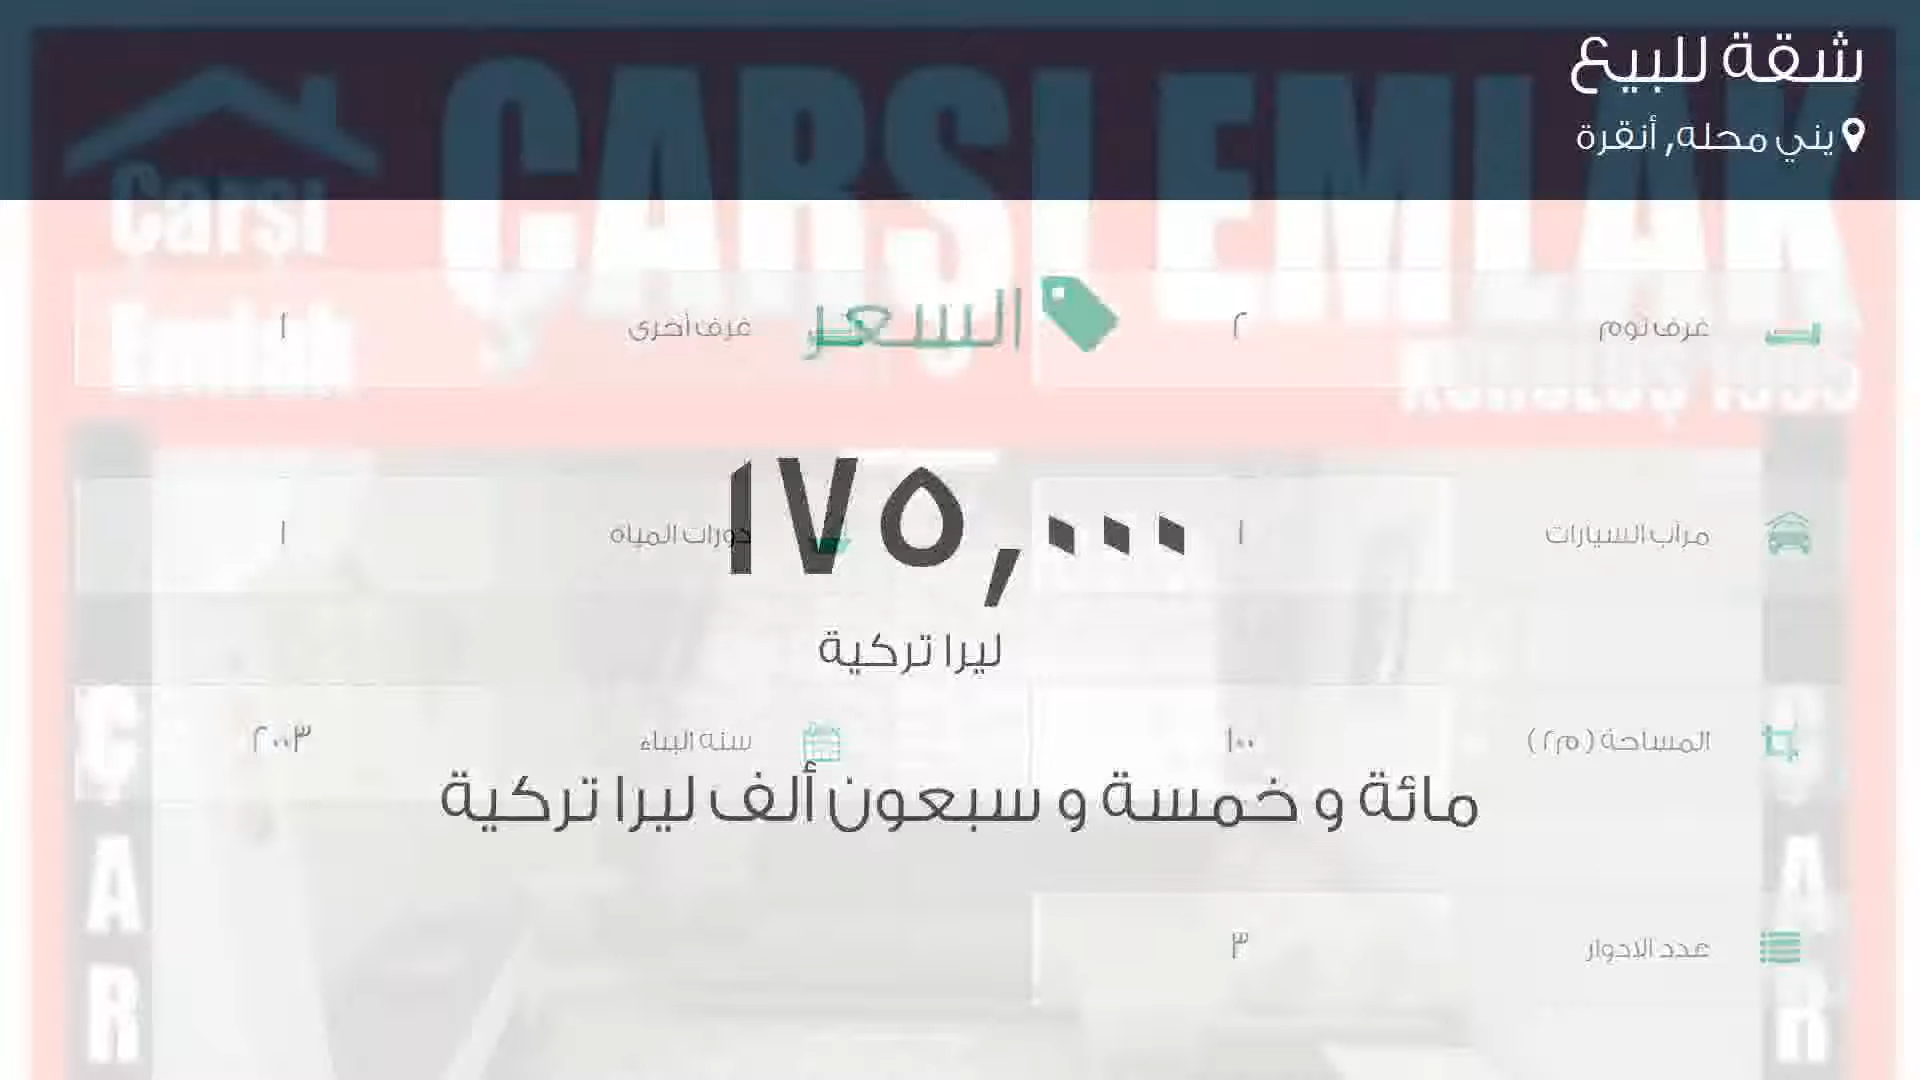 شقة للبيع
يني محله, أنقرة
ÇARŞI EMLAK
Çarşı
Emlak
السعر
غرف نوم ٢
غرف أخرى ١
١٧٥,٠٠٠
مرآب السيارات ١
دورات المياه ١
ليرا تركية
المساحة (م٢) ١٠٠
سنة البناء ٢٠٠٣
مائة و خمسة و سبعون ألف ليرا تركية
عدد الادوار ٣
Ç
A
R
Ç
A
R